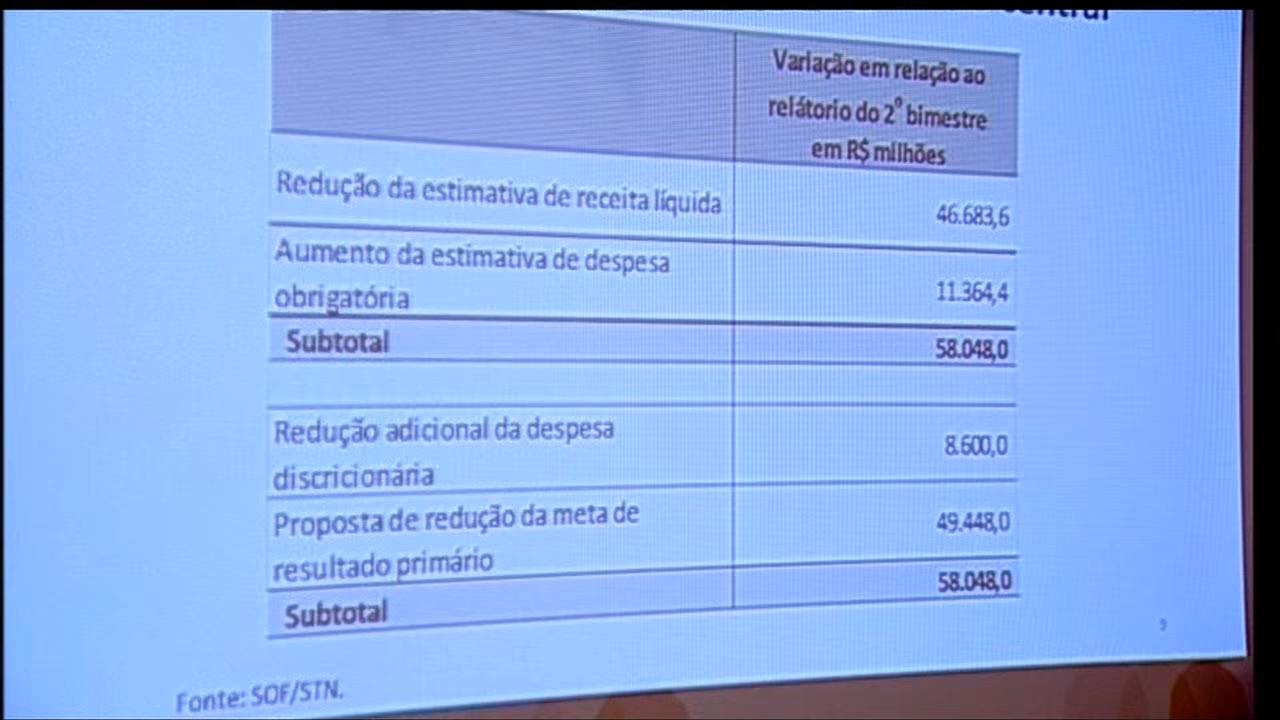 Variação em relação ao
relátorio do 2º bimestre
em R$ milhões
Redução da estimativa de receita líquida
46.683,6
Aumento da estimativa de despesa
obrigatória
11.364,4
Subtotal
58.048,0
Redução adicional da despesa
discricionária
8.600,0
Proposta de redução da meta de
resultado primário
49.448,0
Subtotal
58.048,0
9
Fonte: SOF/STN.